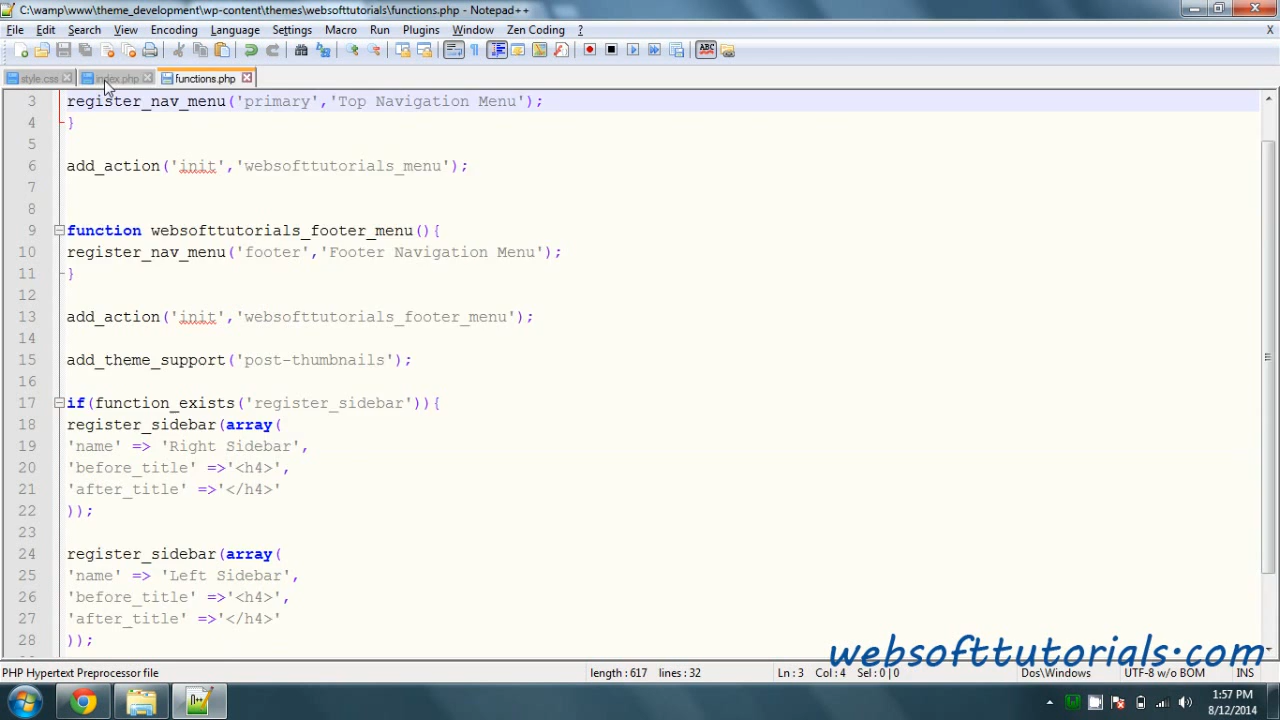 C:\wamp\www\theme_development\wp-content\themes\websofttutorials\functions.php - Notepad++
File Edit Search View Encoding Language Settings Macro Run Plugins Window Zen Coding ? X
style.css index.php functions.php
3 register_nav_menu('primary','Top Navigation Menu');
4 }
5
6 add_action('init','websofttutorials_menu');
7
8
9 function websofttutorials_footer_menu(){
10 register_nav_menu('footer','Footer Navigation Menu');
11 }
12
13 add_action('init','websofttutorials_footer_menu');
14
15 add_theme_support('post-thumbnails');
16
17 if(function_exists('register_sidebar')){
18 register_sidebar(array(
19 'name' => 'Right Sidebar',
20 'before_title' =>'<h4>',
21 'after_title' =>'</h4>'
22 ));
23
24 register_sidebar(array(
25 'name' => 'Left Sidebar',
26 'before_title' =>'<h4>',
27 'after_title' =>'</h4>'
28 ));
websofttutorials.com
PHP Hypertext Preprocessor file length : 617 lines : 32 Ln : 3 Col : 4 Sel : 0 | 0 Dos\Windows UTF-8 w/o BOM INS
1:57 PM
8/12/2014